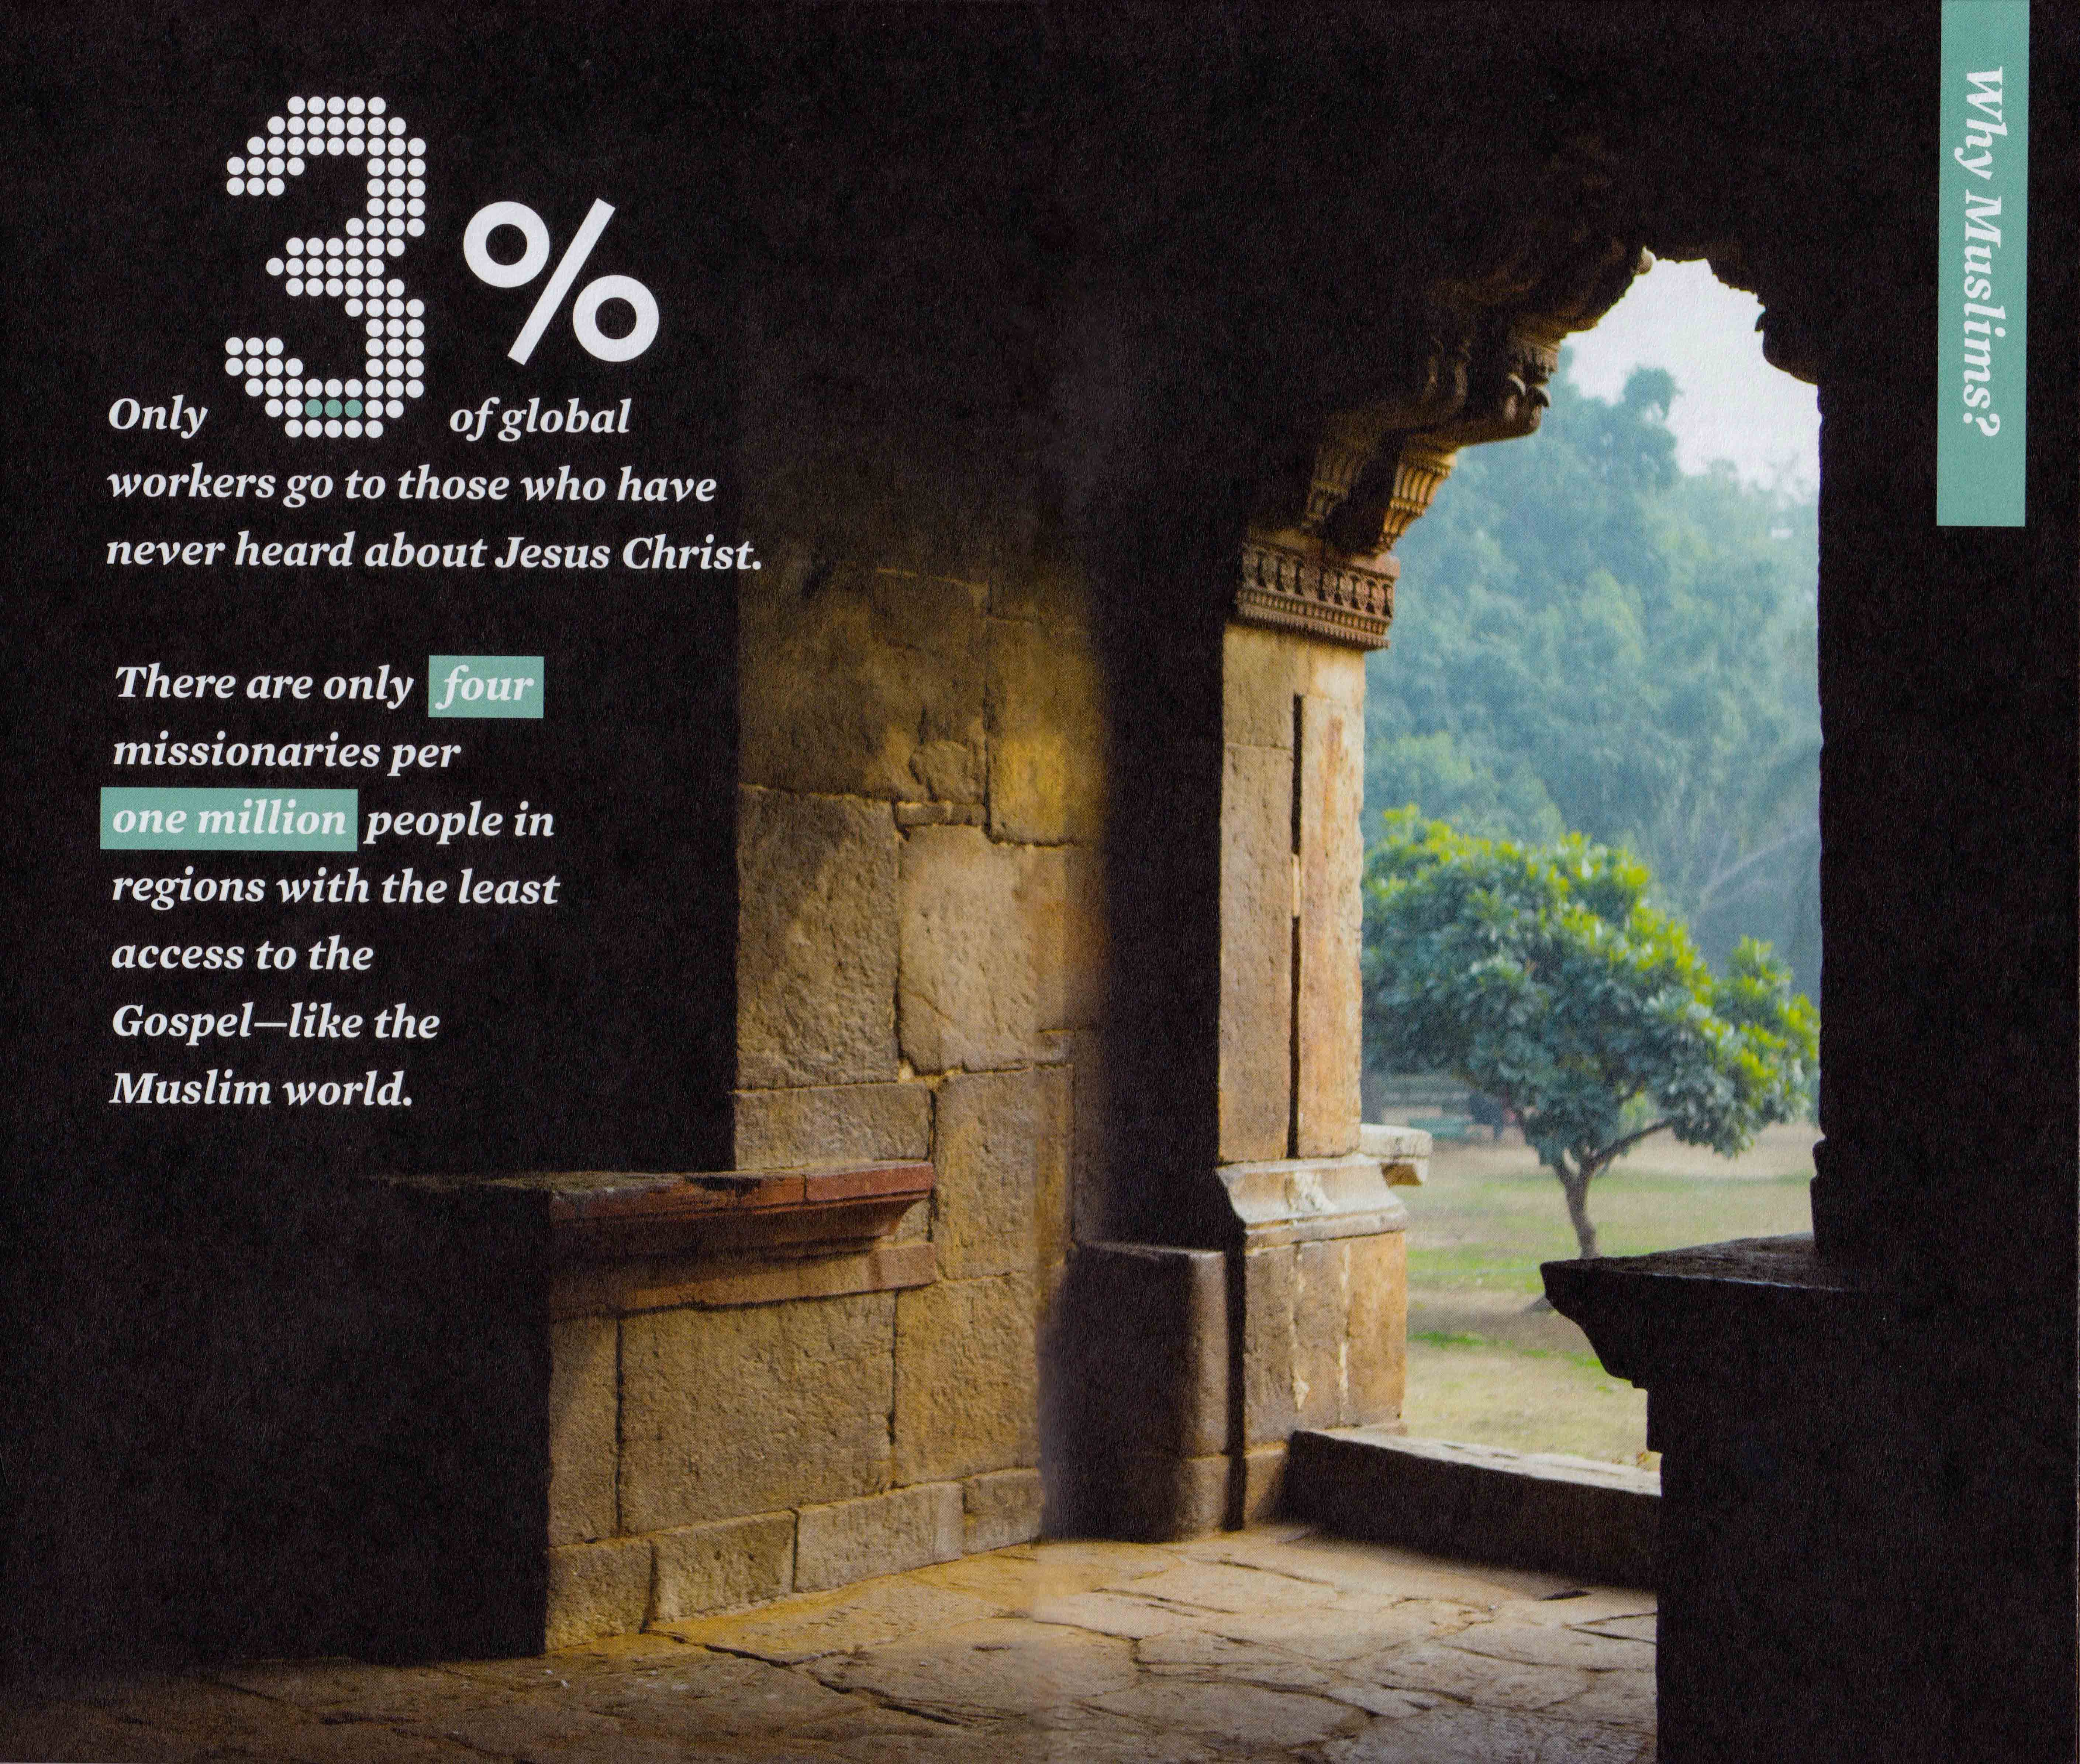 3%
Only of global
workers go to those who have
never heard about Jesus Christ.
There are only four
missionaries per
one million people in
regions with the least
access to the
Gospel—like the
Muslim world.
Why Muslims?